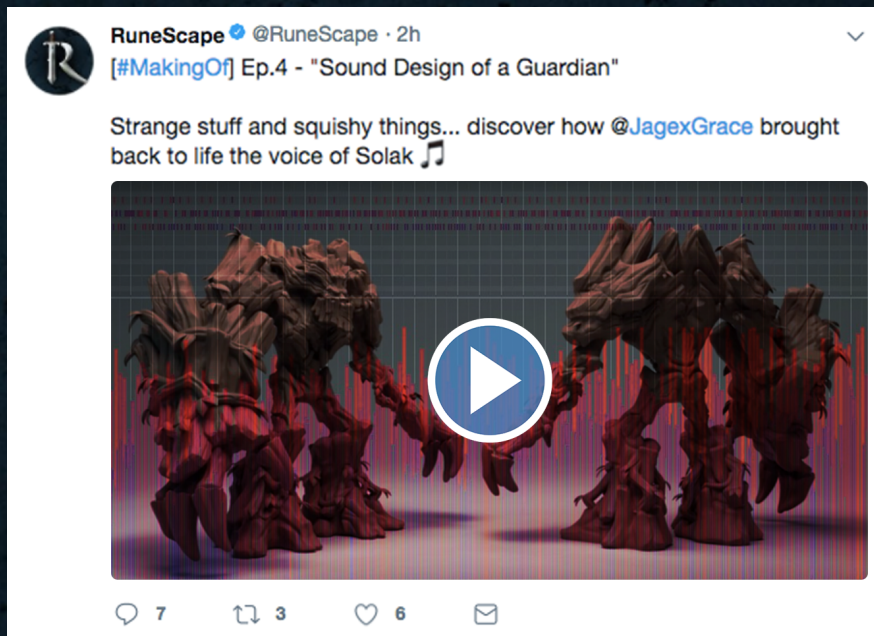 RuneScape @RuneScape · 2h
[#MakingOf] Ep.4 - "Sound Design of a Guardian"
Strange stuff and squishy things... discover how @JagexGrace brought
back to life the voice of Solak 🎵
7 3 6